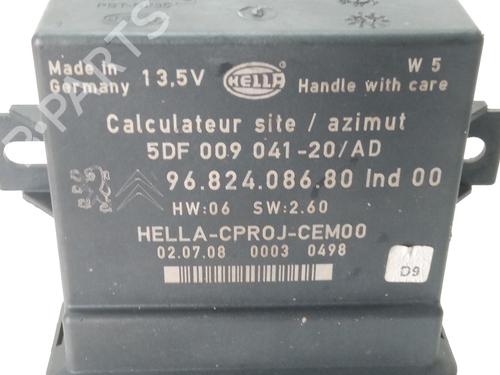 Made in
Germany
13,5V
HELLA
W 5
Handle with care
Calculateur site / azimut
5DF 009 041-20/AD
96.824.086.80 Ind 00
HW:06 SW:2.60
HELLA-CPROJ-CEM00
02.07.08 0003 0498
D9